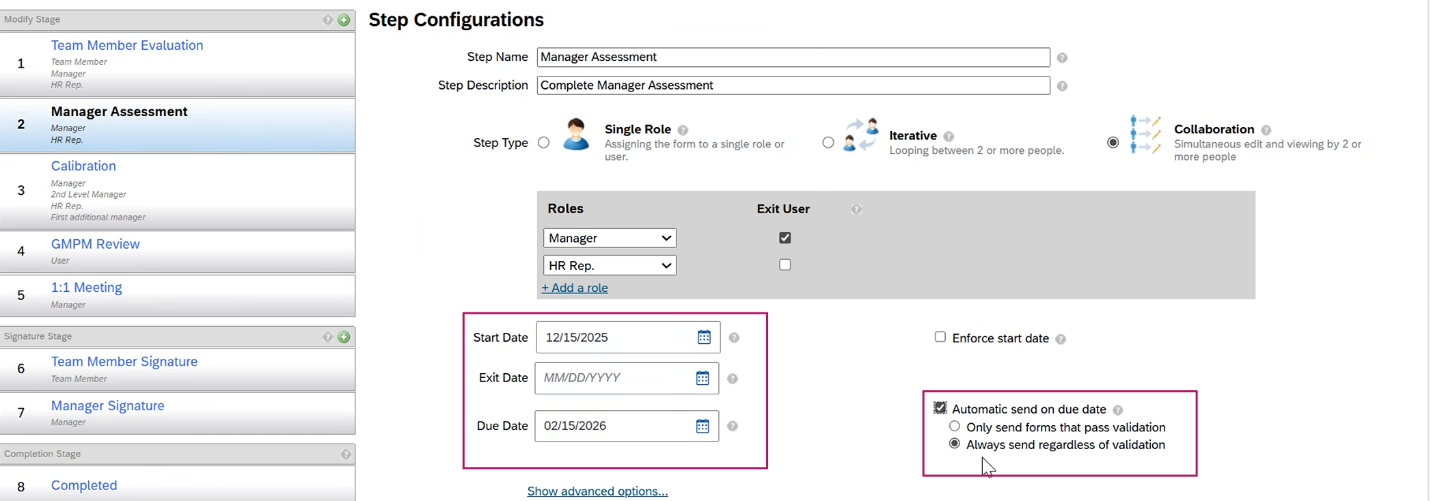 Modify Stage
1
Team Member Evaluation
Team Member
Manager
HR Rep.
2
Manager Assessment
Manager
HR Rep.
3
Calibration
Manager
2nd Level Manager
HR Rep.
First additional manager
4
GMPM Review
User
5
1:1 Meeting
Manager
Signature Stage
6
Team Member Signature
Team Member
7
Manager Signature
Manager
Completion Stage
8
Completed
Step Configurations
Step Name
Manager Assessment
Step Description
Complete Manager Assessment
Step Type
Single Role
Assigning the form to a single role or
user.
Iterative
Looping between 2 or more people.
Collaboration
Simultaneous edit and viewing by 2 or
more people
Roles
Exit User
Manager
HR Rep.
+ Add a role
Start Date
12/15/2025
Enforce start date
Exit Date
MM/DD/YYYY
Due Date
02/15/2026
Automatic send on due date
Only send forms that pass validation
Always send regardless of validation
Show advanced options...